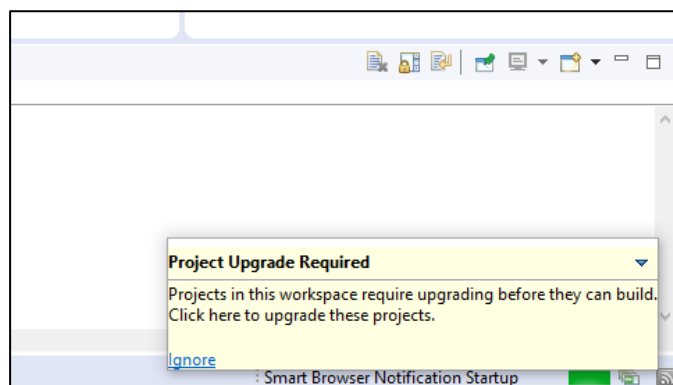 Project Upgrade Required
Projects in this workspace require upgrading before they can build.
Click here to upgrade these projects.
Ignore
Smart Browser Notification Startup